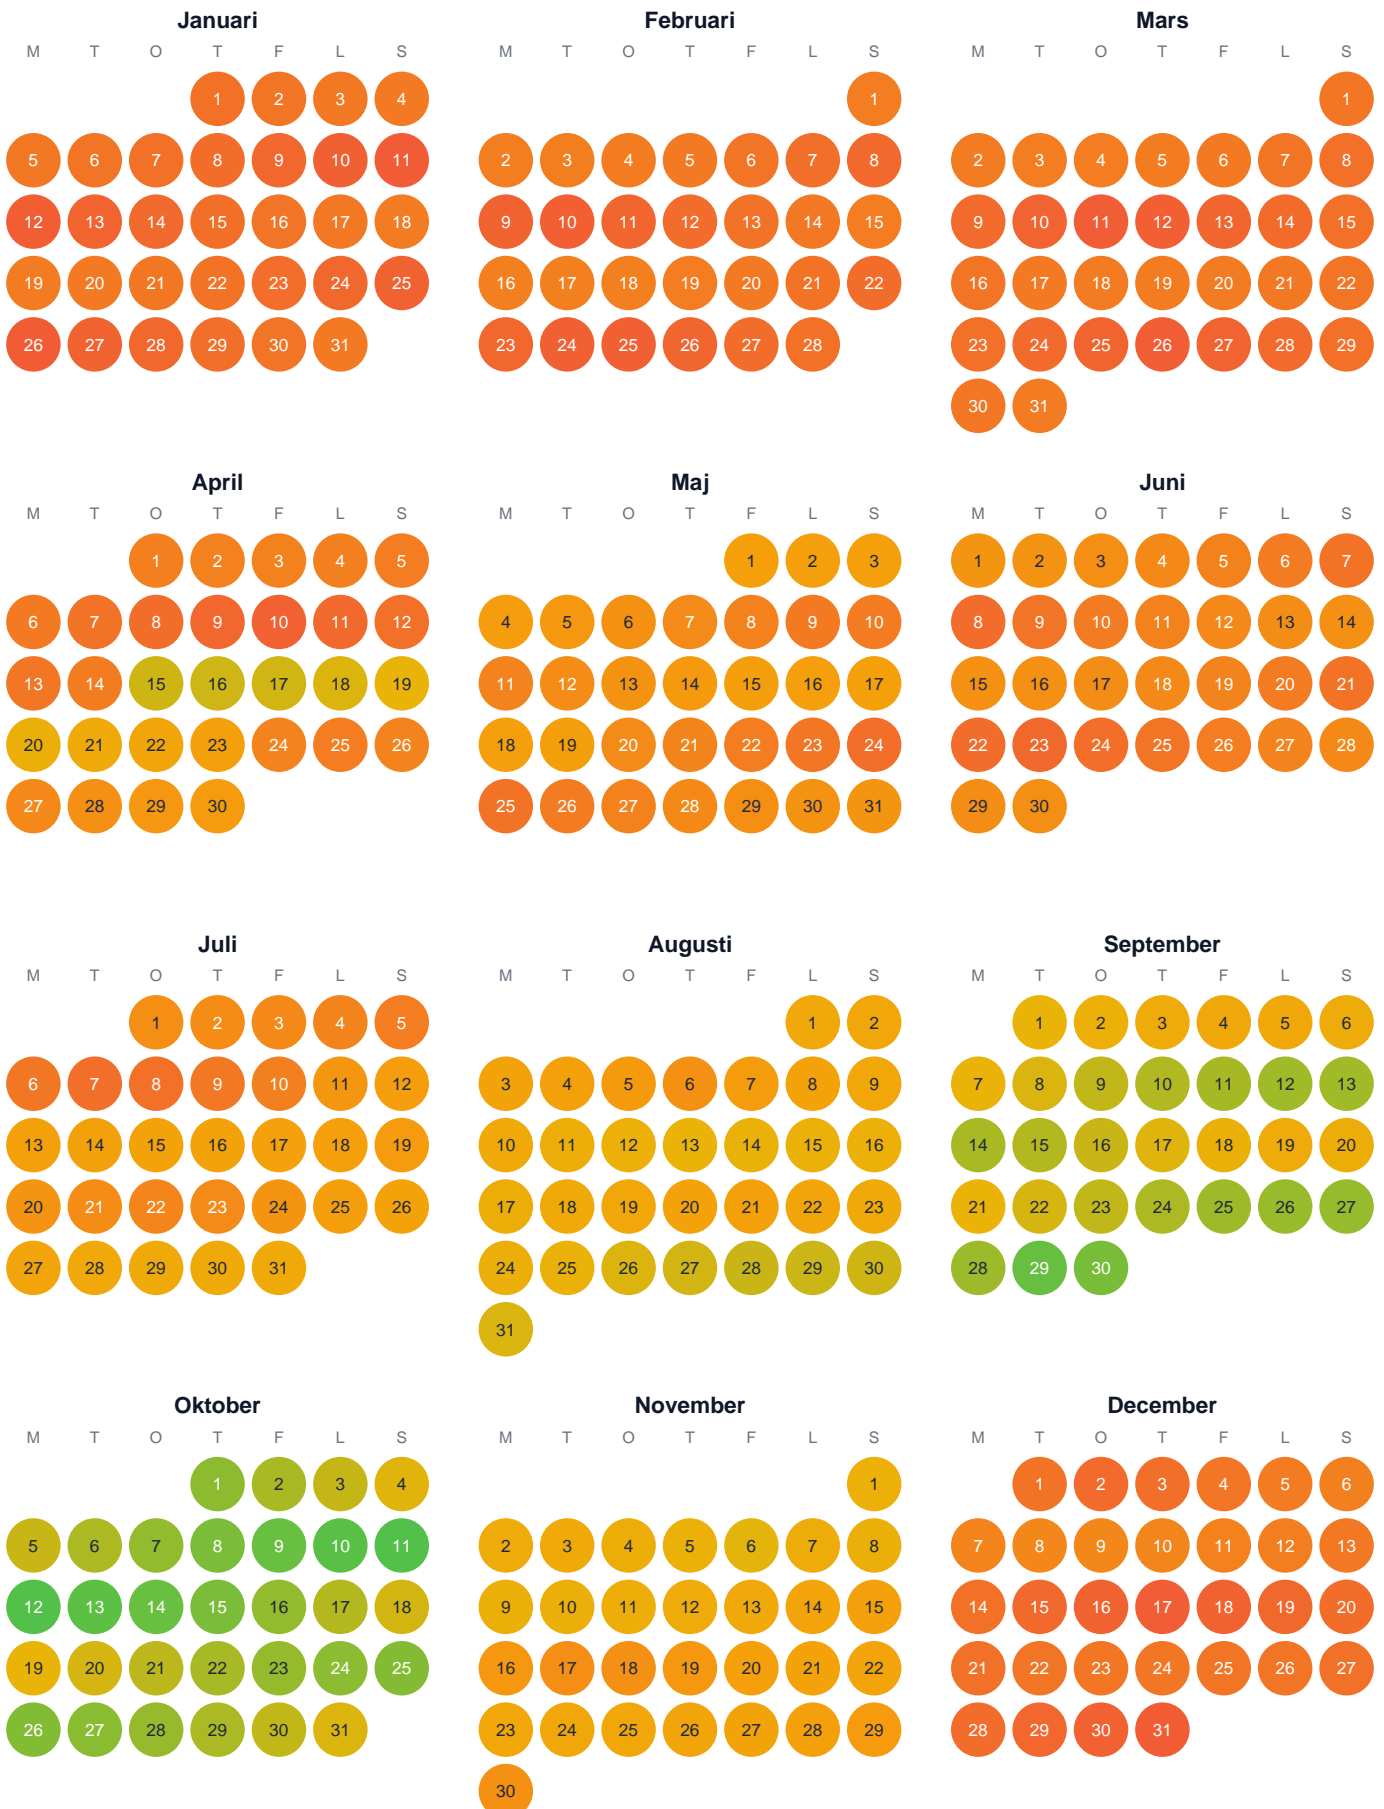 Januari Februari Mars
M T O T F L S M T O T F L S M T O T F L S
1 2 3 4 1 1
5 6 7 8 9 10 11 2 3 4 5 6 7 8 2 3 4 5 6 7 8
12 13 14 15 16 17 18 9 10 11 12 13 14 15 9 10 11 12 13 14 15
19 20 21 22 23 24 25 16 17 18 19 20 21 22 16 17 18 19 20 21 22
26 27 28 29 30 31 23 24 25 26 27 28 23 24 25 26 27 28 29
30 31
April Maj Juni
M T O T F L S M T O T F L S M T O T F L S
1 2 3 4 5 1 2 3 1 2 3 4 5 6 7
6 7 8 9 10 11 12 4 5 6 7 8 9 10 8 9 10 11 12 13 14
13 14 15 16 17 18 19 11 12 13 14 15 16 17 15 16 17 18 19 20 21
20 21 22 23 24 25 26 18 19 20 21 22 23 24 22 23 24 25 26 27 28
27 28 29 30 25 26 27 28 29 30 31 29 30
Juli Augusti September
M T O T F L S M T O T F L S M T O T F L S
1 2 3 4 5 1 2 1 2 3 4 5 6
6 7 8 9 10 11 12 3 4 5 6 7 8 9 7 8 9 10 11 12 13
13 14 15 16 17 18 19 10 11 12 13 14 15 16 14 15 16 17 18 19 20
20 21 22 23 24 25 26 17 18 19 20 21 22 23 21 22 23 24 25 26 27
27 28 29 30 31 24 25 26 27 28 29 30 28 29 30
31
Oktober November December
M T O T F L S M T O T F L S M T O T F L S
1 2 3 4 1 1 2 3 4 5 6
5 6 7 8 9 10 11 2 3 4 5 6 7 8 7 8 9 10 11 12 13
12 13 14 15 16 17 18 9 10 11 12 13 14 15 14 15 16 17 18 19 20
19 20 21 22 23 24 25 16 17 18 19 20 21 22 21 22 23 24 25 26 27
26 27 28 29 30 31 23 24 25 26 27 28 29 28 29 30 31
30